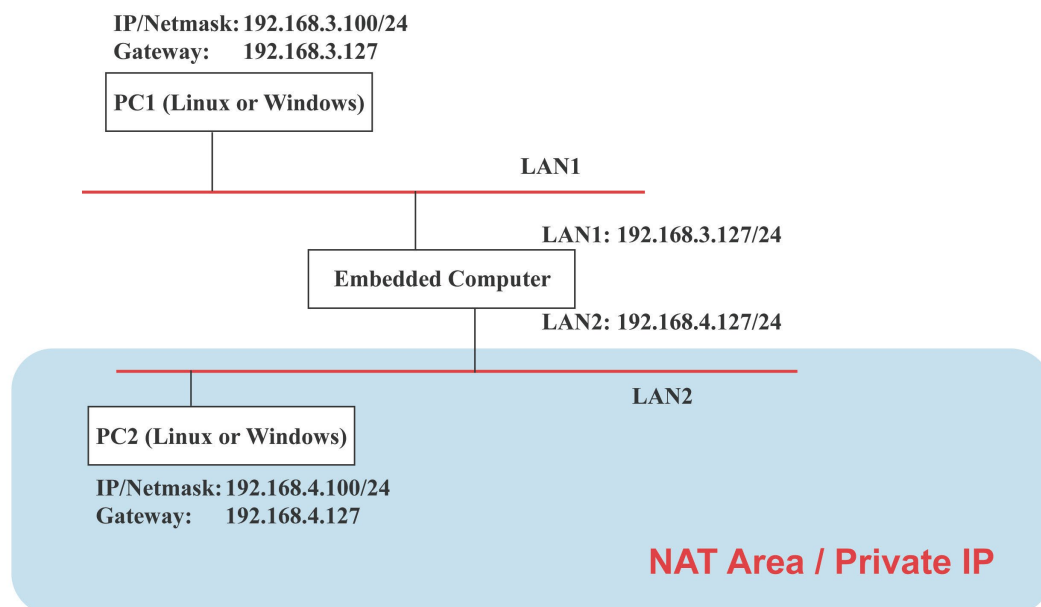 IP/Netmask: 192.168.3.100/24
Gateway: 192.168.3.127
PC1 (Linux or Windows)
LAN1
LAN1: 192.168.3.127/24
Embedded Computer
LAN2: 192.168.4.127/24
LAN2
PC2 (Linux or Windows)
IP/Netmask: 192.168.4.100/24
Gateway: 192.168.4.127
NAT Area / Private IP